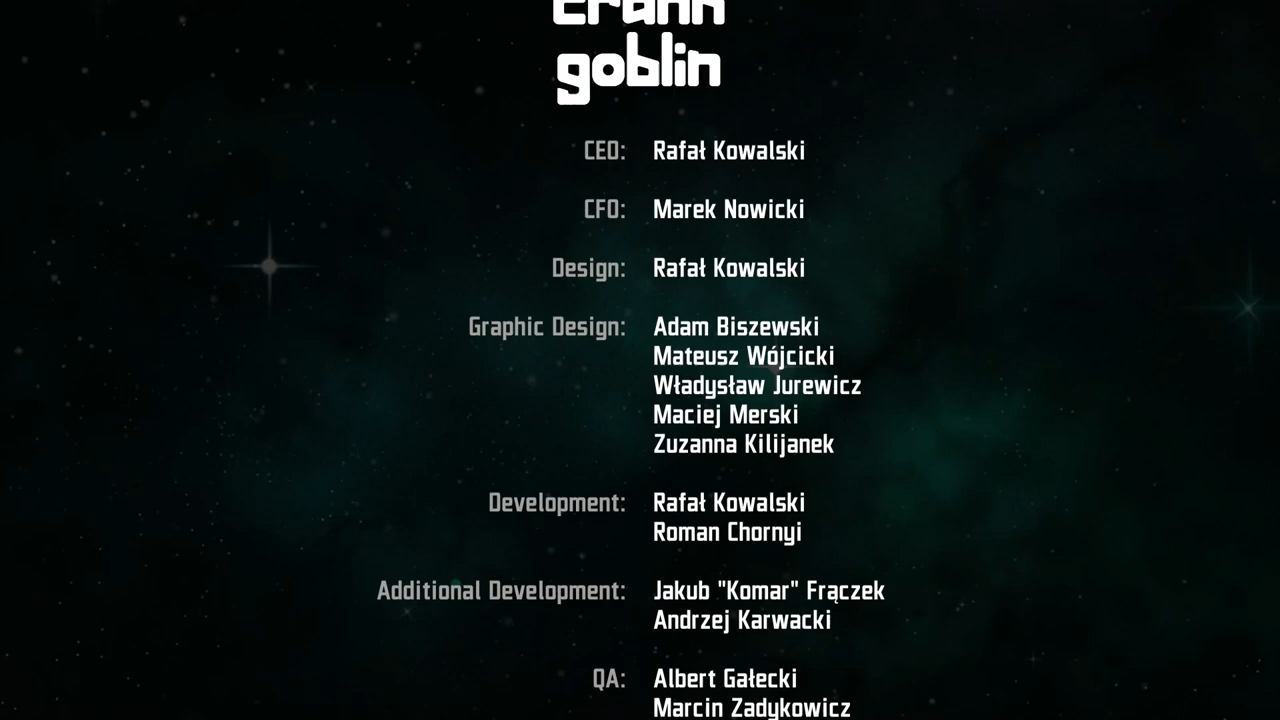 goblin
CEO: Rafał Kowalski
CFO: Marek Nowicki
Design: Rafał Kowalski
Graphic Design: Adam Biszewski
Mateusz Wójcicki
Władysław Jurewicz
Maciej Merski
Zuzanna Kilijanek
Development: Rafał Kowalski
Roman Chornyi
Additional Development: Jakub "Komar" Frączek
Andrzej Karwacki
QA: Albert Gałecki
Marcin Zadykowicz